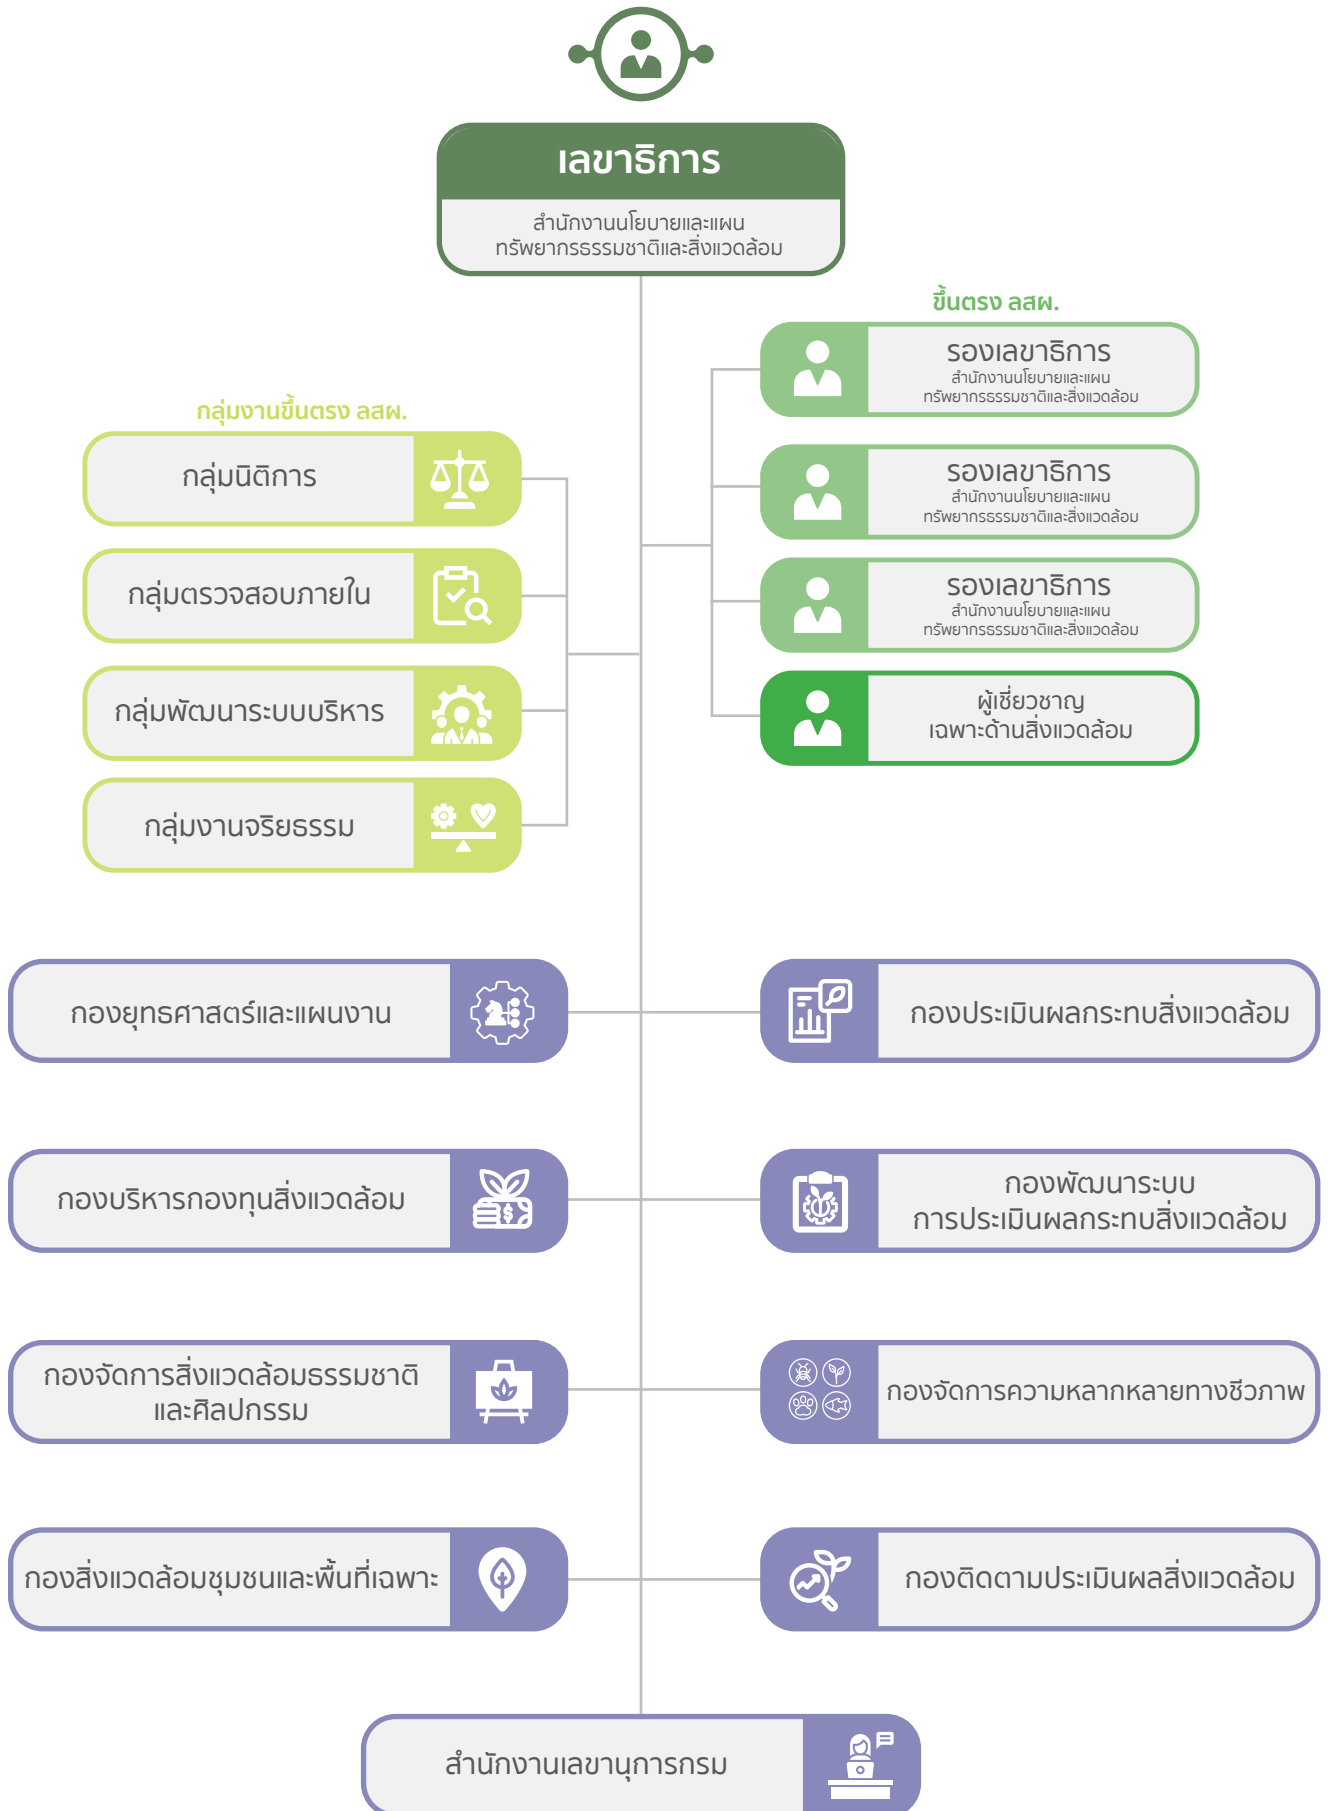 เลขาธิการ
สำนักงานนโยบายและแผน
ทรัพยากรธรรมชาติและสิ่งแวดล้อม
ขึ้นตรง ลสผ.
รองเลขาธิการ
สำนักงานนโยบายและแผน
ทรัพยากรธรรมชาติและสิ่งแวดล้อม
รองเลขาธิการ
สำนักงานนโยบายและแผน
ทรัพยากรธรรมชาติและสิ่งแวดล้อม
รองเลขาธิการ
สำนักงานนโยบายและแผน
ทรัพยากรธรรมชาติและสิ่งแวดล้อม
ผู้เชี่ยวชาญ
เฉพาะด้านสิ่งแวดล้อม
กลุ่มงานขึ้นตรง ลสผ.
กลุ่มนิติการ
กลุ่มตรวจสอบภายใน
กลุ่มพัฒนาระบบบริหาร
กลุ่มงานจริยธรรม
กองยุทธศาสตร์และแผนงาน
กองประเมินผลกระทบสิ่งแวดล้อม
กองบริหารกองทุนสิ่งแวดล้อม
กองพัฒนาระบบ
การประเมินผลกระทบสิ่งแวดล้อม
กองจัดการสิ่งแวดล้อมธรรมชาติ
และศิลปกรรม
กองจัดการความหลากหลายทางชีวภาพ
กองสิ่งแวดล้อมชุมชนและพื้นที่เฉพาะ
กองติดตามประเมินผลสิ่งแวดล้อม
สำนักงานเลขานุการกรม